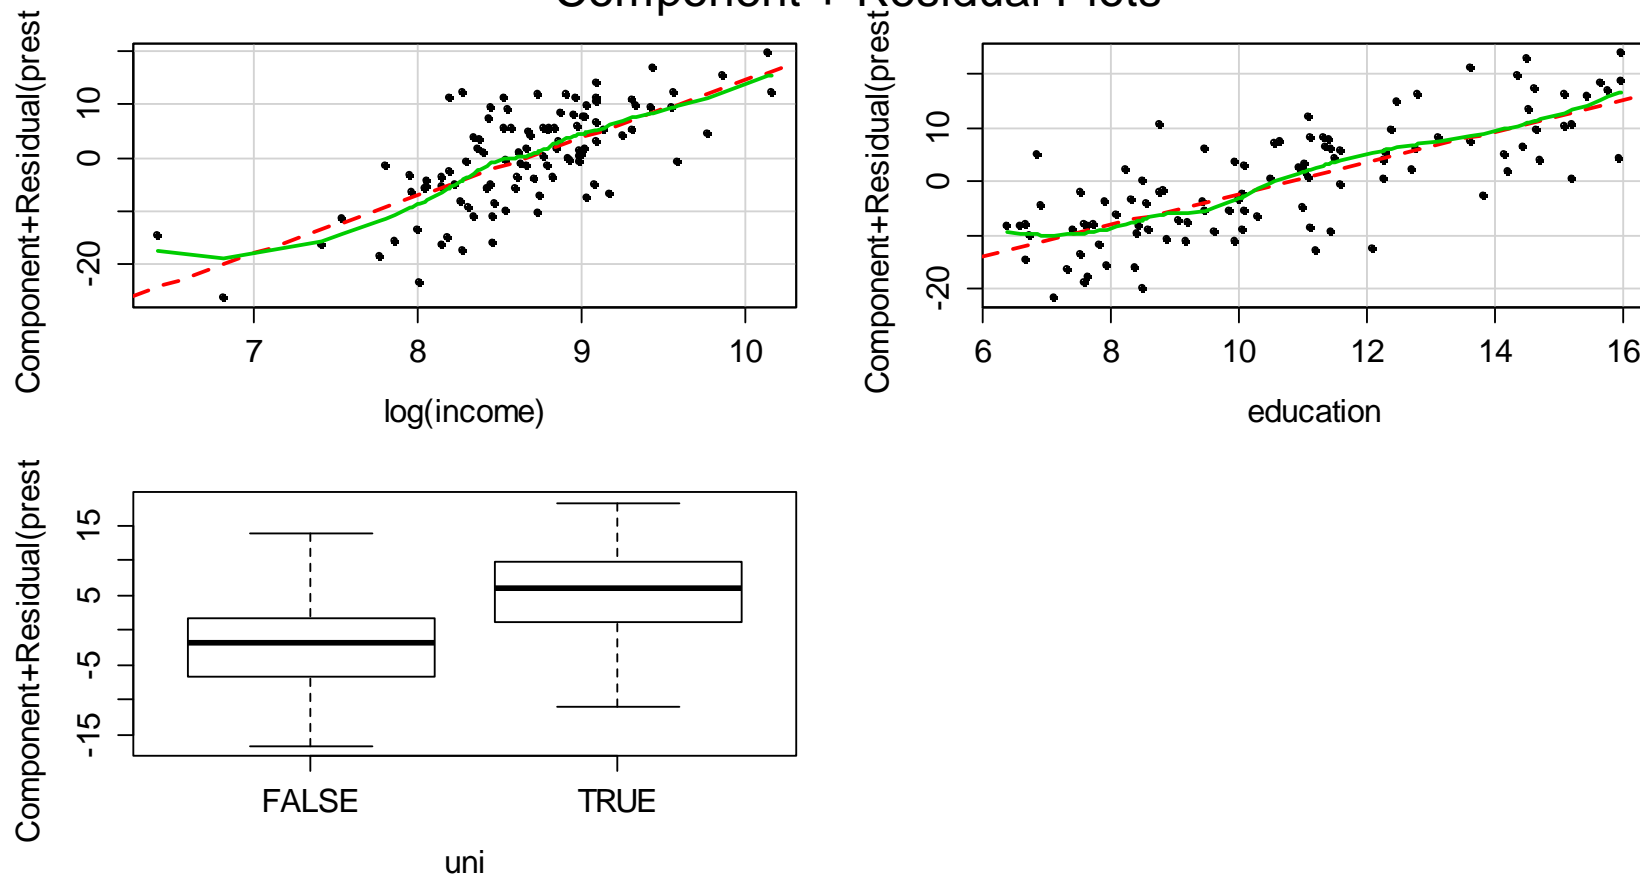 Component + Residual Plots
Component+Residual(prest
10
0
-20
7 8 9 10
log(income)
Component+Residual(prest
10
0
-20
6 8 10 12 14 16
education
Component+Residual(prest
15
5
-5
-15
FALSE TRUE
uni